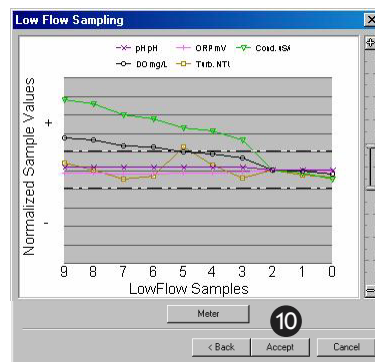 Low Flow Sampling
pH pH ORP mV Cond. tSA
DO mg/L Turb. NTU
Normalized Sample Values
+
-
9 8 7 6 5 4 3 2 1 0
LowFlow Samples
Meter
10
< Back Accept Cancel